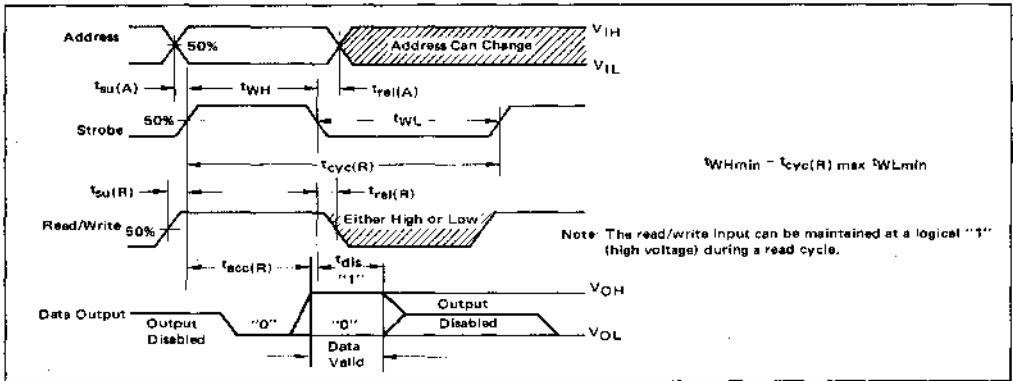 Address
50%
Address Can Change
VIH
VIL
tsu(A)
tWH
trel(A)
50%
Strobe
tWL
tcyc(R)
tWHmin = tcyc(R) max tWLmin
tsu(R)
trel(R)
Read/Write
50%
Either High or Low
Note: The read/write input can be maintained at a logical "1"
(high voltage) during a read cycle.
tacc(R)
tdis
"1"
VOH
Data Output
Output
Disabled
"0"
"0"
Output
Disabled
VOL
Data
Valid